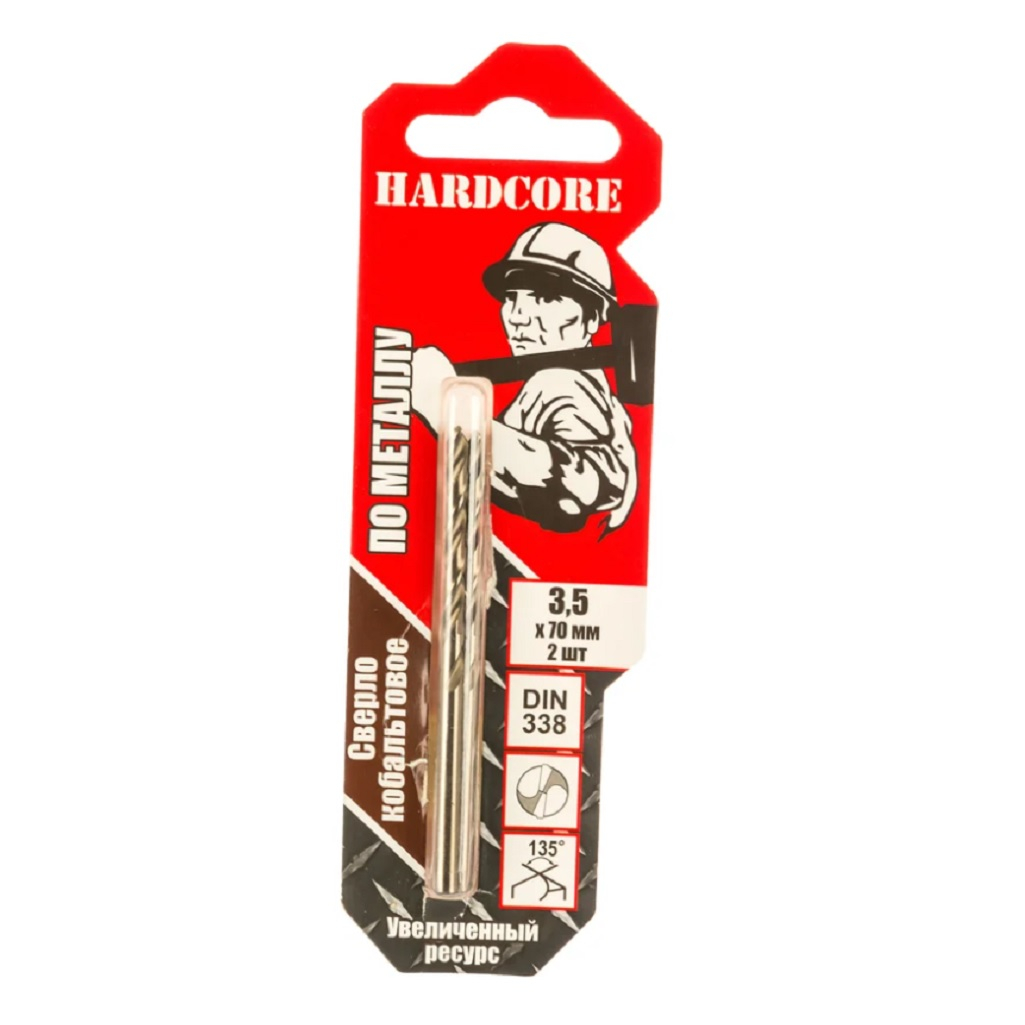 HARDCORE
ПО МЕТАЛЛУ
Сверло
кобальтовое
3,5
х 70 мм
2 шт
DIN
338
135°
Увеличенный
ресурс